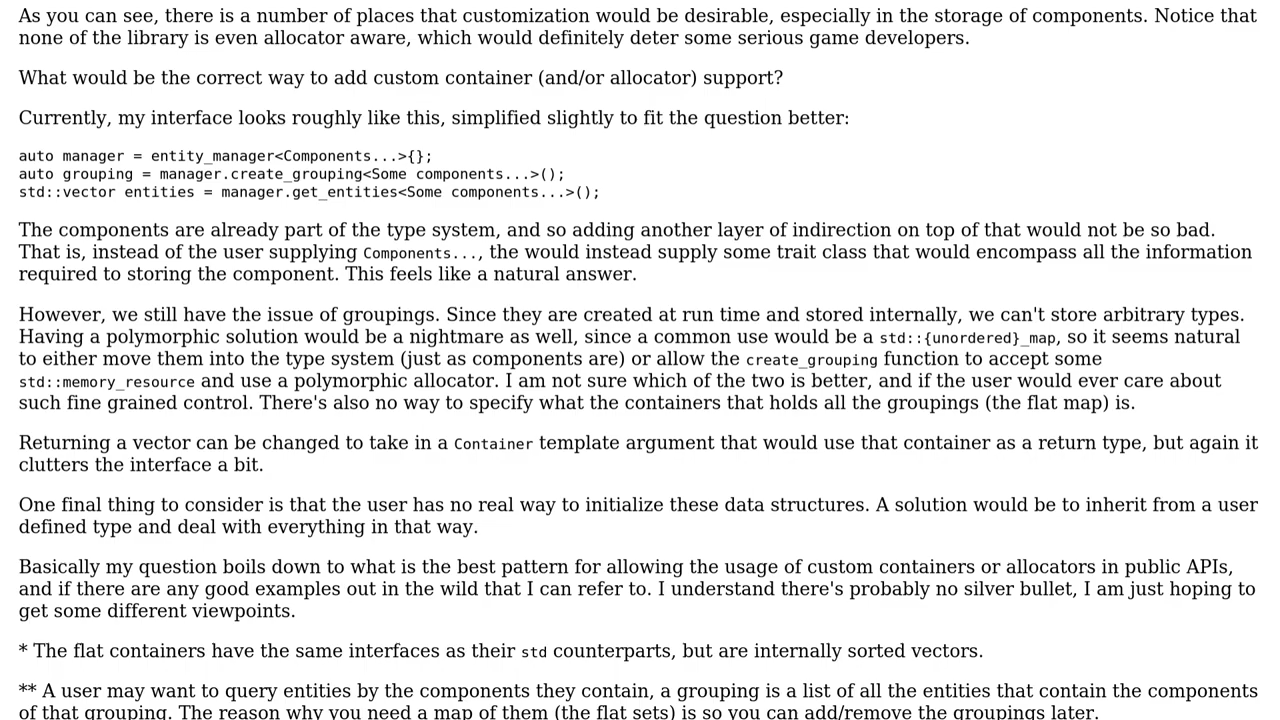 As you can see, there is a number of places that customization would be desirable, especially in the storage of components. Notice that
none of the library is even allocator aware, which would definitely deter some serious game developers.
What would be the correct way to add custom container (and/or allocator) support?
Currently, my interface looks roughly like this, simplified slightly to fit the question better:
auto manager = entity_manager<Components...>{};
auto grouping = manager.create_grouping<Some components...>();
std::vector entities = manager.get_entities<Some components...>();
The components are already part of the type system, and so adding another layer of indirection on top of that would not be so bad.
That is, instead of the user supplying Components..., the would instead supply some trait class that would encompass all the information
required to storing the component. This feels like a natural answer.
However, we still have the issue of groupings. Since they are created at run time and stored internally, we can't store arbitrary types.
Having a polymorphic solution would be a nightmare as well, since a common use would be a std::{unordered}_map, so it seems natural
to either move them into the type system (just as components are) or allow the create_grouping function to accept some
std::memory_resource and use a polymorphic allocator. I am not sure which of the two is better, and if the user would ever care about
such fine grained control. There's also no way to specify what the containers that holds all the groupings (the flat map) is.
Returning a vector can be changed to take in a Container template argument that would use that container as a return type, but again it
clutters the interface a bit.
One final thing to consider is that the user has no real way to initialize these data structures. A solution would be to inherit from a user
defined type and deal with everything in that way.
Basically my question boils down to what is the best pattern for allowing the usage of custom containers or allocators in public APIs,
and if there are any good examples out in the wild that I can refer to. I understand there's probably no silver bullet, I am just hoping to
get some different viewpoints.
* The flat containers have the same interfaces as their std counterparts, but are internally sorted vectors.
** A user may want to query entities by the components they contain, a grouping is a list of all the entities that contain the components
of that grouping. The reason why you need a map of them (the flat sets) is so you can add/remove the groupings later.